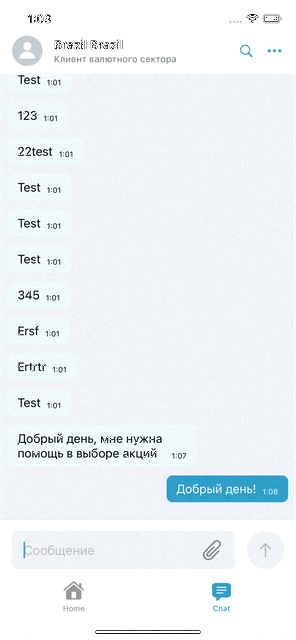 1:08
Brazil Brazil
Клиент валютного сектора
Test 1:01
123 1:01
22test 1:01
Test 1:01
Test 1:01
Test 1:01
345 1:01
Ersf 1:01
Ertrtr 1:01
Test 1:01
Добрый день, мне нужна
помощь в выборе акций 1:07
Добрый день! 1:08
Сообщение
Home Chat